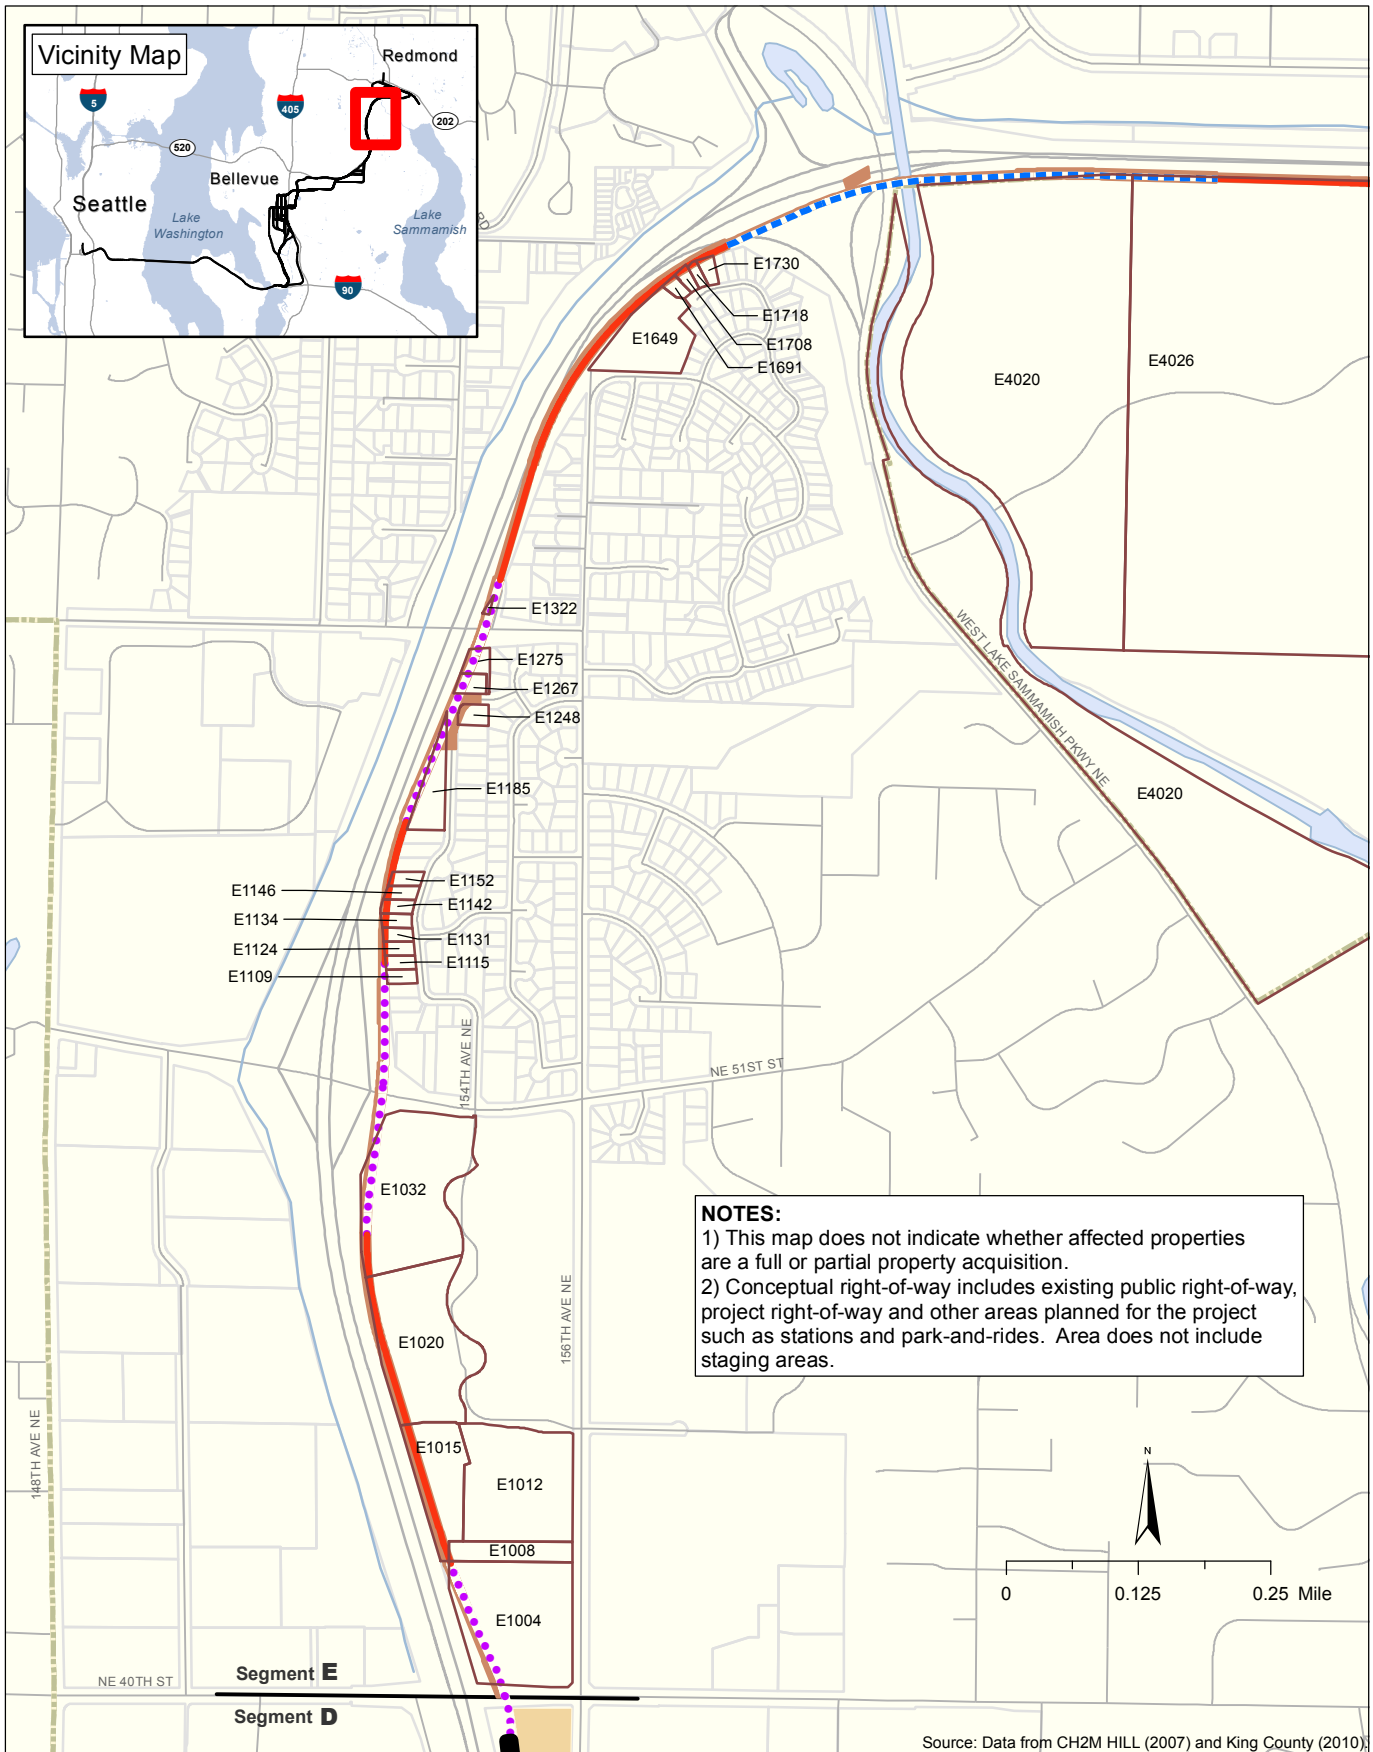 Vicinity Map
Redmond
5
405
202
520
Bellevue
Seattle
Lake
Washington
Lake
Sammamish
90
RD
E1730
E1718
E1708
E1691
E1649
E4020
E4026
E1322
E1275
E1267
E1248
E1185
WEST LAKE SAMMAMISH PKWY NE
E4020
E1152
E1146
E1142
E1134
E1131
E1124
E1115
E1109
154TH AVE NE
NE 51ST ST
E1032
NOTES:
1) This map does not indicate whether affected properties
are a full or partial property acquisition.
2) Conceptual right-of-way includes existing public right-of-way,
project right-of-way and other areas planned for the project
such as stations and park-and-rides. Area does not include
staging areas.
156TH AVE NE
E1020
148TH AVE NE
E1015
E1012
E1008
E1004
N
0 0.125 0.25 Mile
NE 40TH ST
Segment E
Segment D
Source: Data from CH2M HILL (2007) and King County (2010).